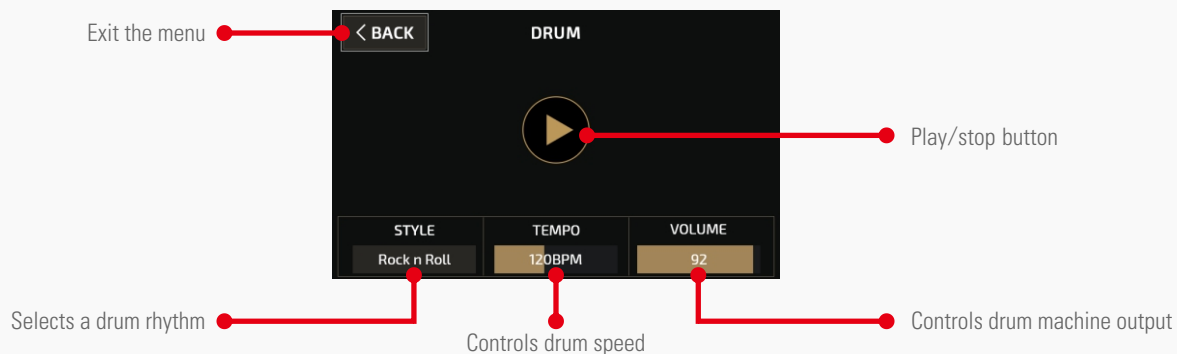 Exit the menu
BACK
DRUM
Play/stop button
STYLE
TEMPO
VOLUME
Rock n Roll
120BPM
92
Selects a drum rhythm
Controls drum speed
Controls drum machine output